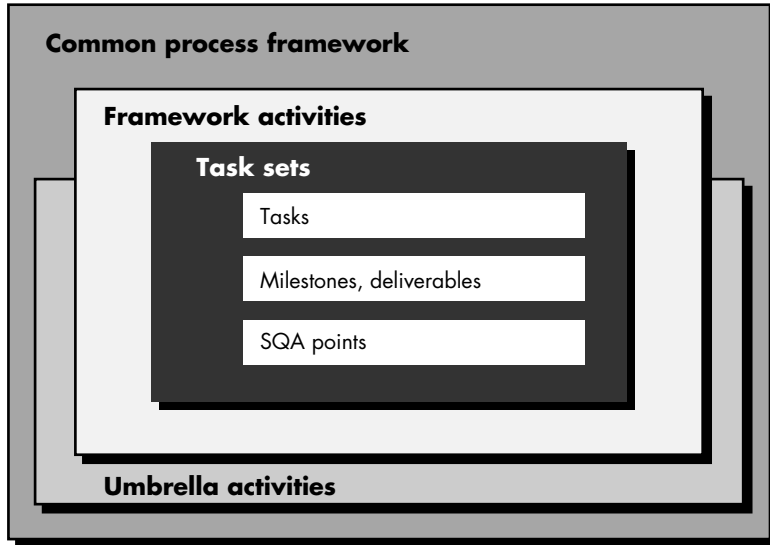 Common process framework
Framework activities
Task sets
Tasks
Milestones, deliverables
SQA points
Umbrella activities